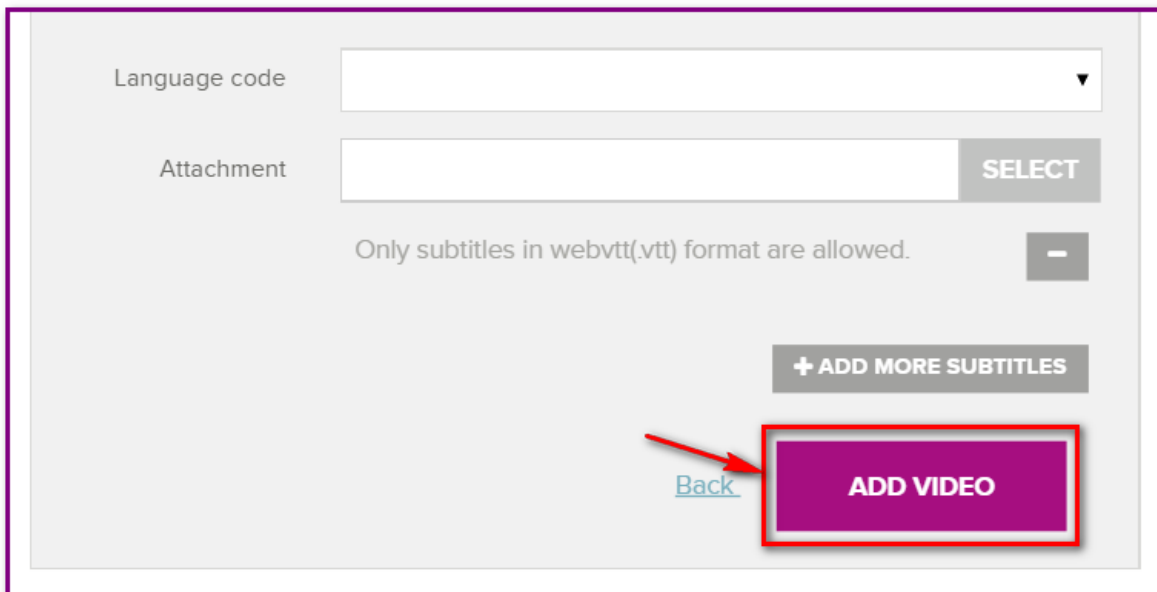 Language code
Attachment
SELECT
Only subtitles in webvtt(.vtt) format are allowed.
+ ADD MORE SUBTITLES
Back
ADD VIDEO